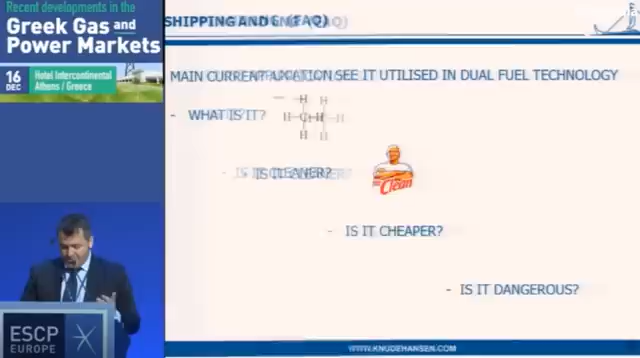 Recent developments in the
Greek Gas and
Power Markets
16
DEC
Hotel Intercontinental
Athens / Greece
SHIPPING AND (FAQ)
MAIN CURRENT SEE IT UTILISED IN DUAL FUEL TECHNOLOGY
- WHAT IS IT?
H
H C H
H
- IS IT CLEANER?
Clean
- IS IT CHEAPER?
- IS IT DANGEROUS?
ESCP
EUROPE
WWW.KNUDEHANSEN.COM